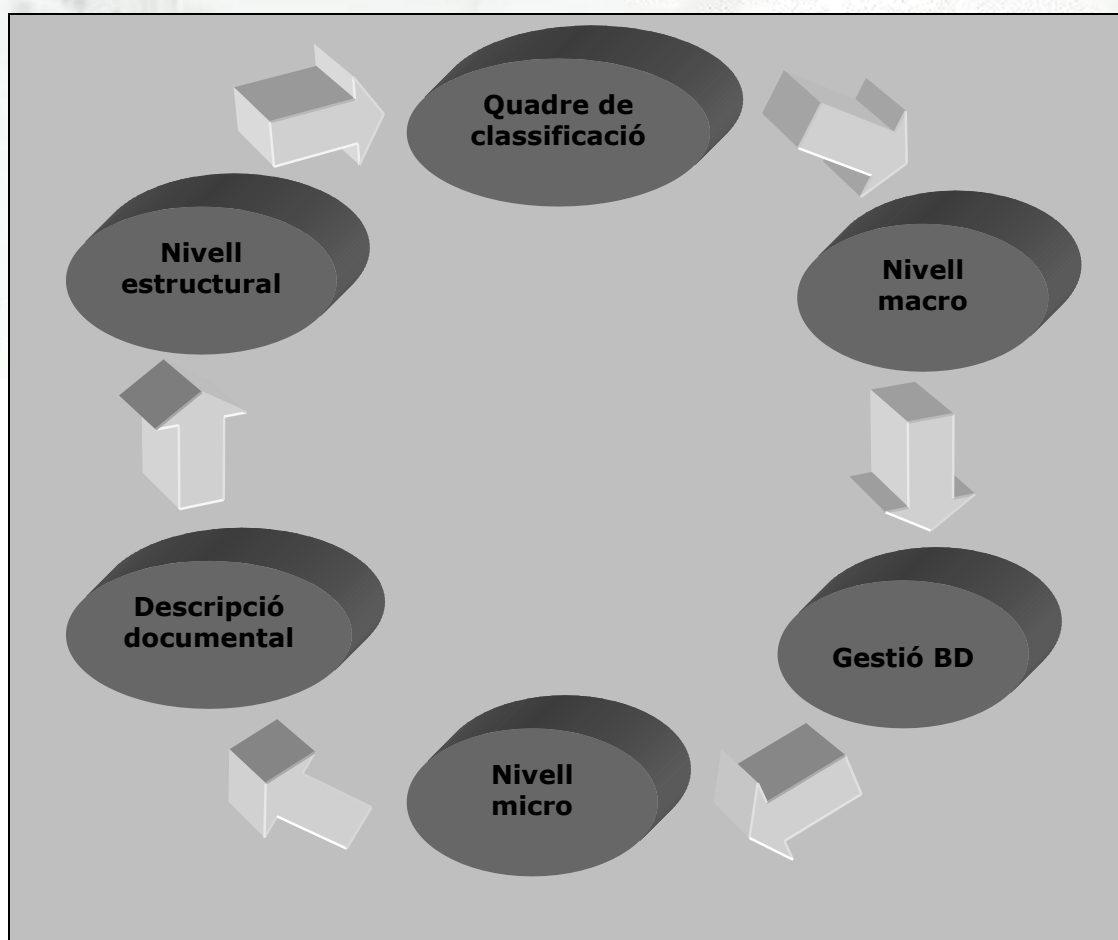 Quadre de
classificació
Nivell
macro
Gestió BD
Nivell
micro
Descripció
documental
Nivell
estructural